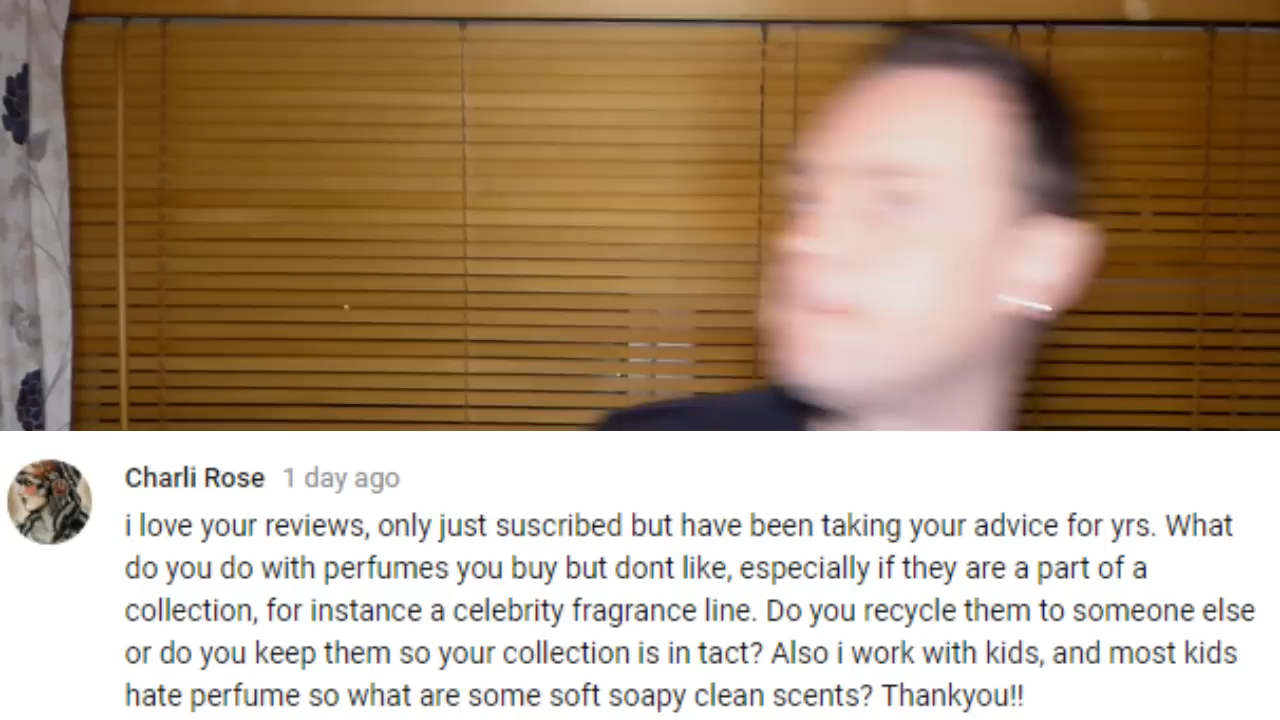 Charli Rose 1 day ago
i love your reviews, only just suscribed but have been taking your advice for yrs. What
do you do with perfumes you buy but dont like, especially if they are a part of a
collection, for instance a celebrity fragrance line. Do you recycle them to someone else
or do you keep them so your collection is in tact? Also i work with kids, and most kids
hate perfume so what are some soft soapy clean scents? Thankyou!!